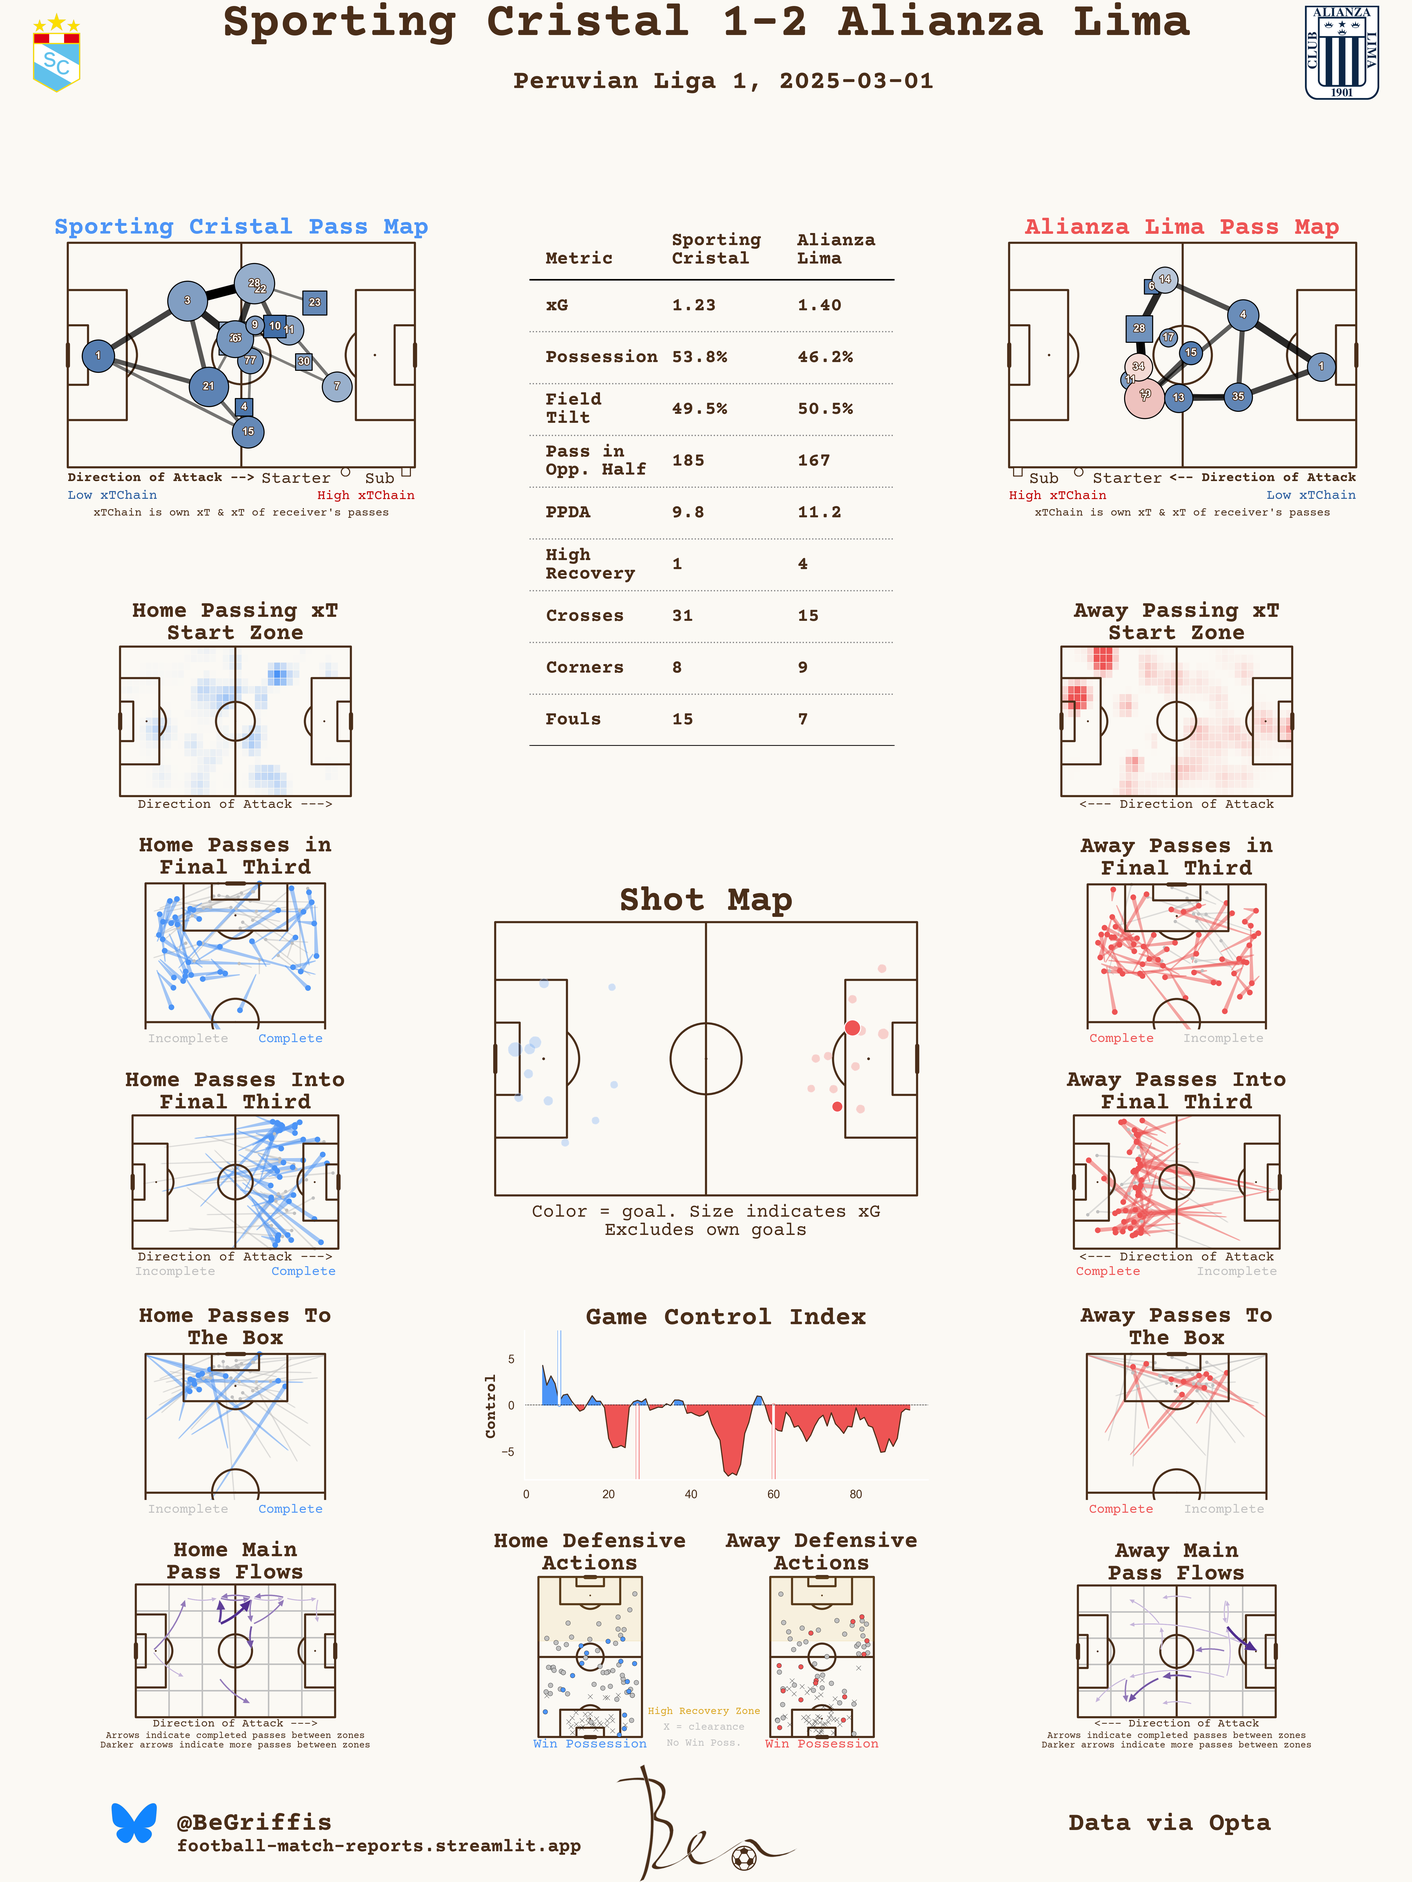 Sporting Cristal 1-2 Alianza Lima
Peruvian Liga 1, 2025-03-01
SC
ALIANZA
CLUB
LIMA
1901
Sporting Cristal Pass Map
3
28
22
23
9
10
11
1
77
30
21
7
4
15
Direction of Attack --> Starter Sub
Low xTChain High xTChain
xTChain is own xT & xT of receiver's passes
Metric Sporting Cristal Alianza Lima
xG 1.23 1.40
Possession 53.8% 46.2%
Field Tilt 49.5% 50.5%
Pass in Opp. Half 185 167
PPDA 9.8 11.2
High Recovery 1 4
Crosses 31 15
Corners 8 9
Fouls 15 7
Alianza Lima Pass Map
14
6
28
4
17
15
34
1
11
13
35
Sub Starter <-- Direction of Attack
High xTChain Low xTChain
xTChain is own xT & xT of receiver's passes
Home Passing xT
Start Zone
Direction of Attack --->
Away Passing xT
Start Zone
<--- Direction of Attack
Home Passes in
Final Third
Incomplete Complete
Away Passes in
Final Third
Complete Incomplete
Shot Map
Color = goal. Size indicates xG
Excludes own goals
Home Passes Into
Final Third
Direction of Attack --->
Incomplete Complete
Away Passes Into
Final Third
<--- Direction of Attack
Complete Incomplete
Home Passes To
The Box
Incomplete Complete
Game Control Index
Control
5
0
−5
0 20 40 60 80
Away Passes To
The Box
Complete Incomplete
Home Main
Pass Flows
Direction of Attack --->
Arrows indicate completed passes between zones
Darker arrows indicate more passes between zones
Home Defensive
Actions
Win Possession
Away Defensive
Actions
Win Possession
High Recovery Zone
X = clearance
No Win Poss.
Away Main
Pass Flows
<--- Direction of Attack
Arrows indicate completed passes between zones
Darker arrows indicate more passes between zones
@BeGriffis
football-match-reports.streamlit.app
Ben
Data via Opta